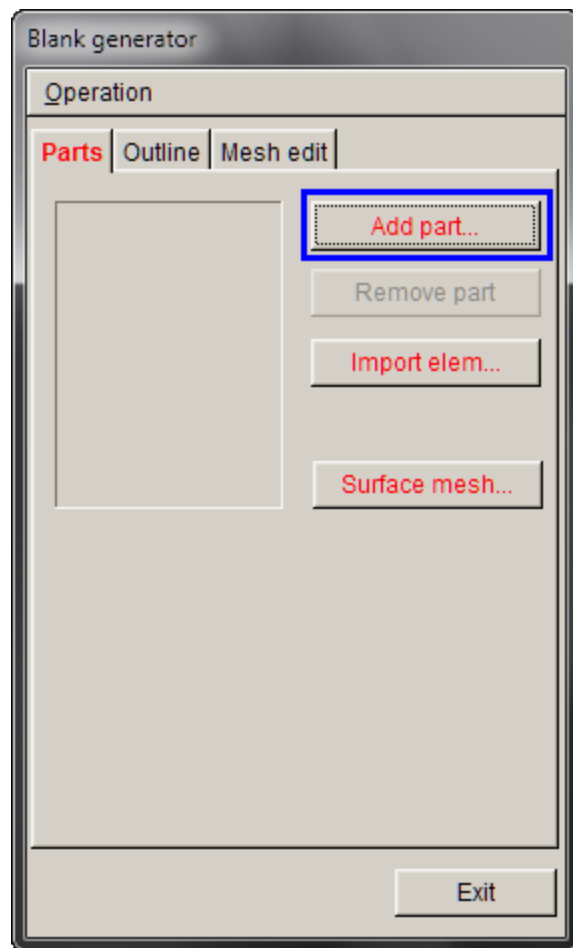 Blank generator
Operation
Parts Outline Mesh edit
Add part...
Remove part
Import elem...
Surface mesh...
Exit